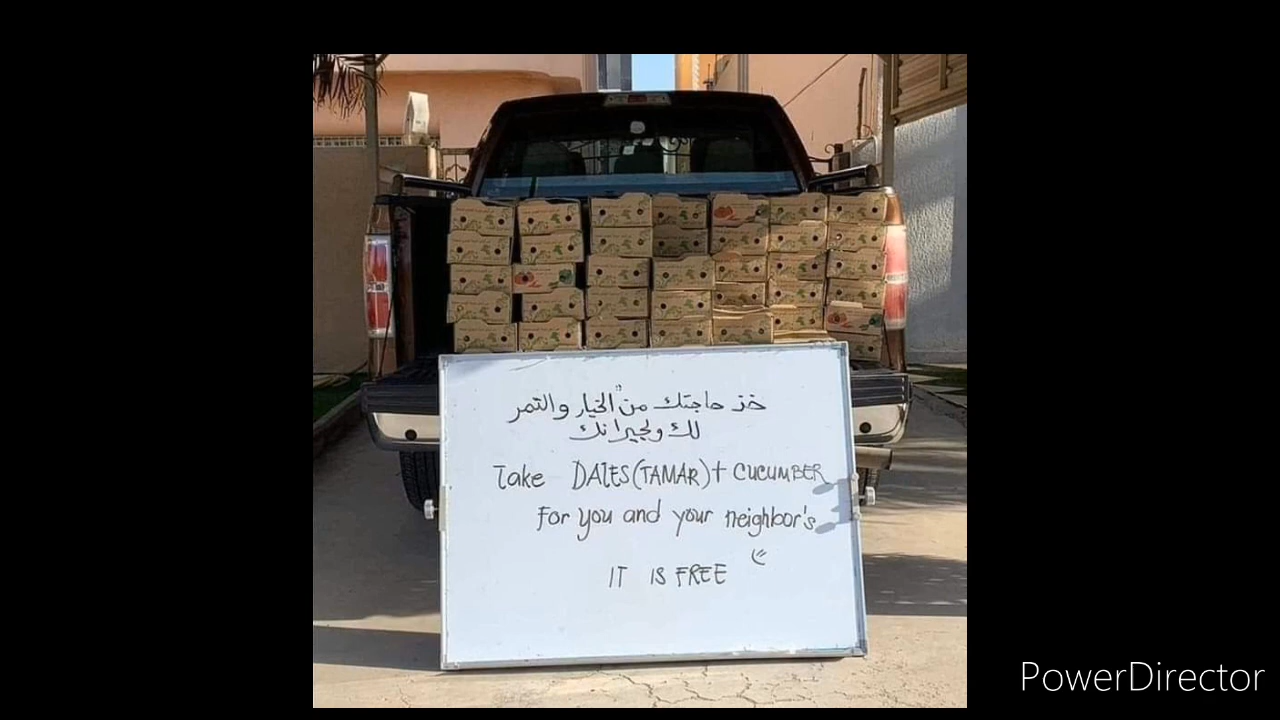 خذ حاجتك من الخيار والتمر
لك ولجيرانك
Take DATES(TAMAR)+ CUCUMBER
For you and your neighbor's
IT IS FREE
PowerDirector